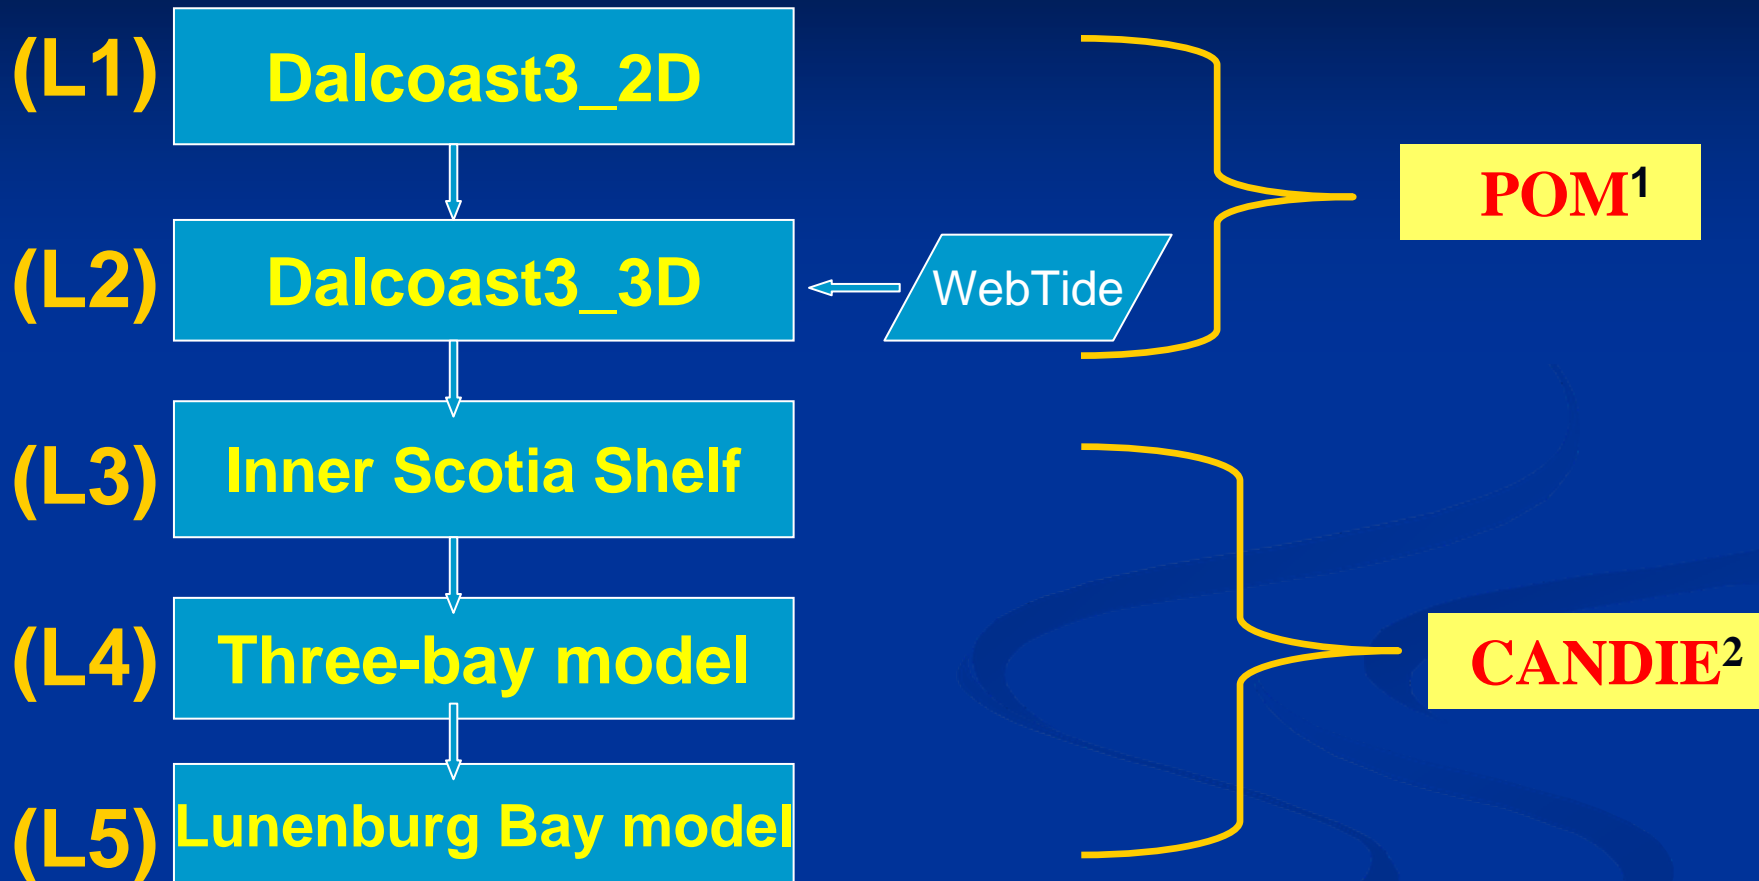 (L1) Dalcoast3_2D
POM¹
(L2) Dalcoast3_3D
WebTide
(L3) Inner Scotia Shelf
(L4) Three-bay model
CANDIE²
(L5) Lunenburg Bay model